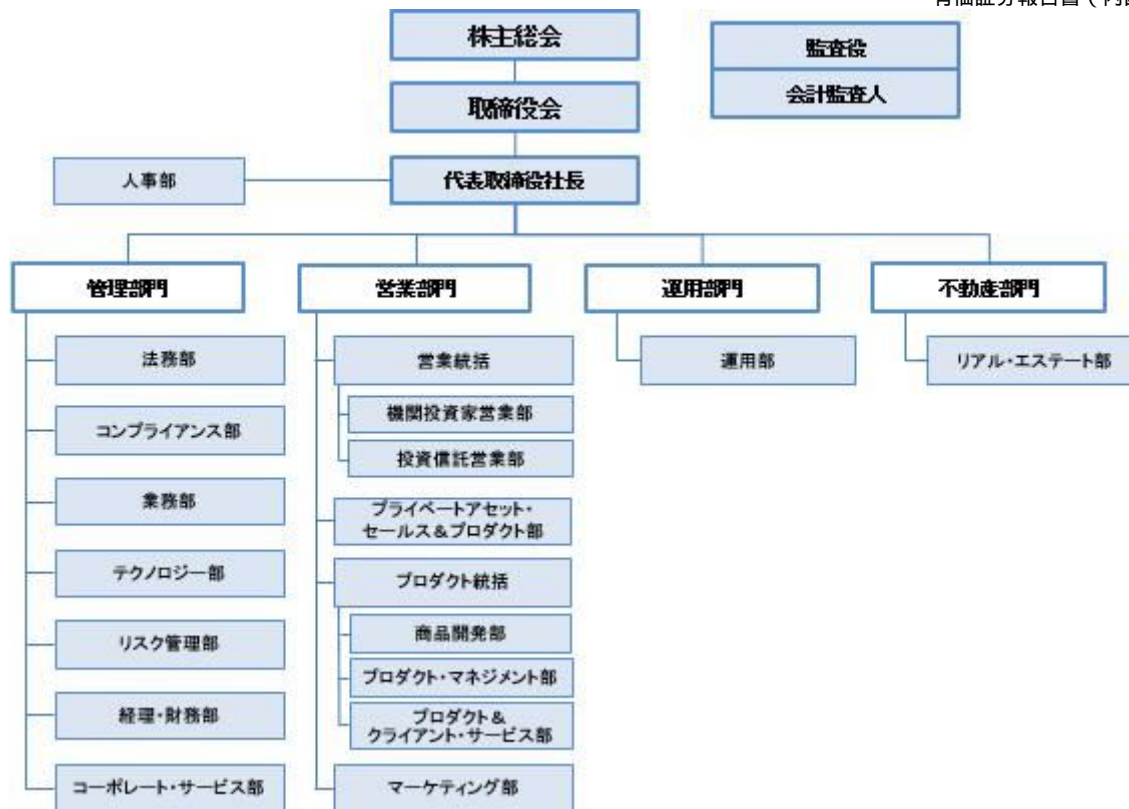 株主総会
監査役
会計監査人
取締役会
代表取締役社長
人事部
管理部門
法務部
コンプライアンス部
業務部
テクノロジー部
リスク管理部
経理・財務部
コーポレート・サービス部
営業部門
営業統括
機関投資家営業部
投資信託営業部
プライベートアセット・
セールス&プロダクト部
プロダクト統括
商品開発部
プロダクト・マネジメント部
プロダクト&
クライアント・サービス部
マーケティング部
運用部門
運用部
不動産部門
リアル・エステート部